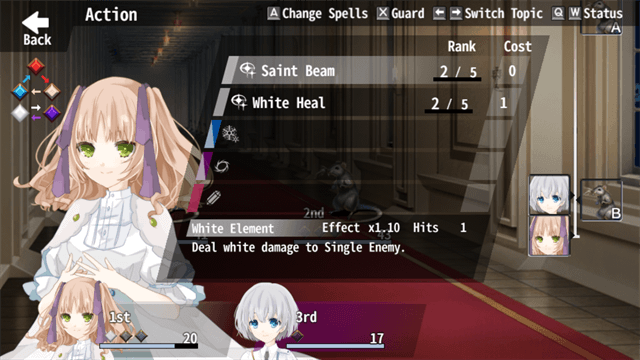 Action
A Change Spells X Guard ← → Switch Topic Q W Status
Back
A
Rank Cost
Saint Beam 2 / 5 0
White Heal 2 / 5 1
2nd
White Element Effect x1.10 Hits 1
Deal white damage to Single Enemy.
B
1st
20
3rd
17